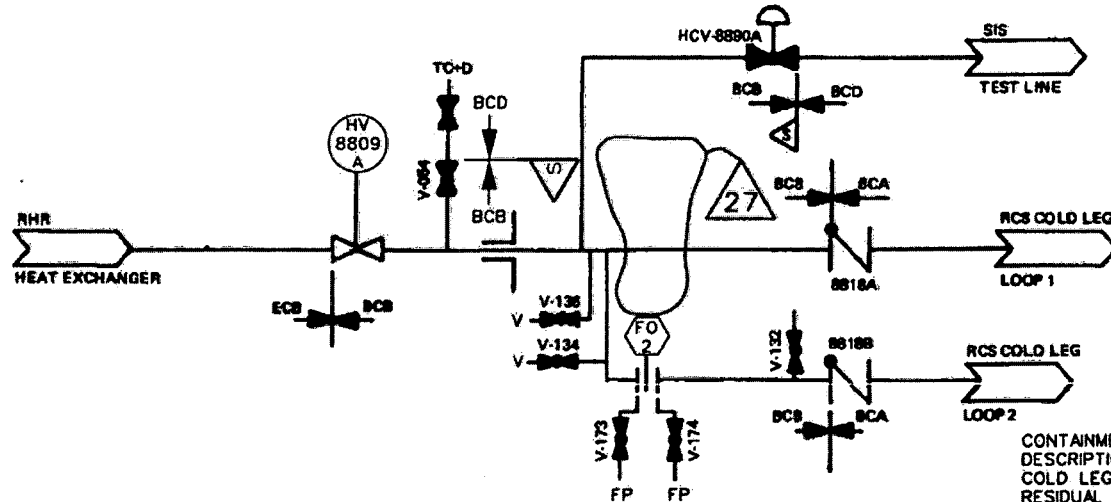 HCV-8890A
SIS
TEST LINE
TC+D
BCD
BCB
BCD
HV
8809
A
V-054
S
S
27
BCB
BCB
BCA
RHR
HEAT EXCHANGER
RCS COLD LEG
LOOP 1
8818A
ECB
BCB
V-136
V
V-134
V
FO
2
V-132
8818B
RCS COLD LEG
LOOP 2
BCB
BCA
V-173
V-174
FP
FP
CONTAINM
DESCRIPTI
COLD LEG
RESIDUAL